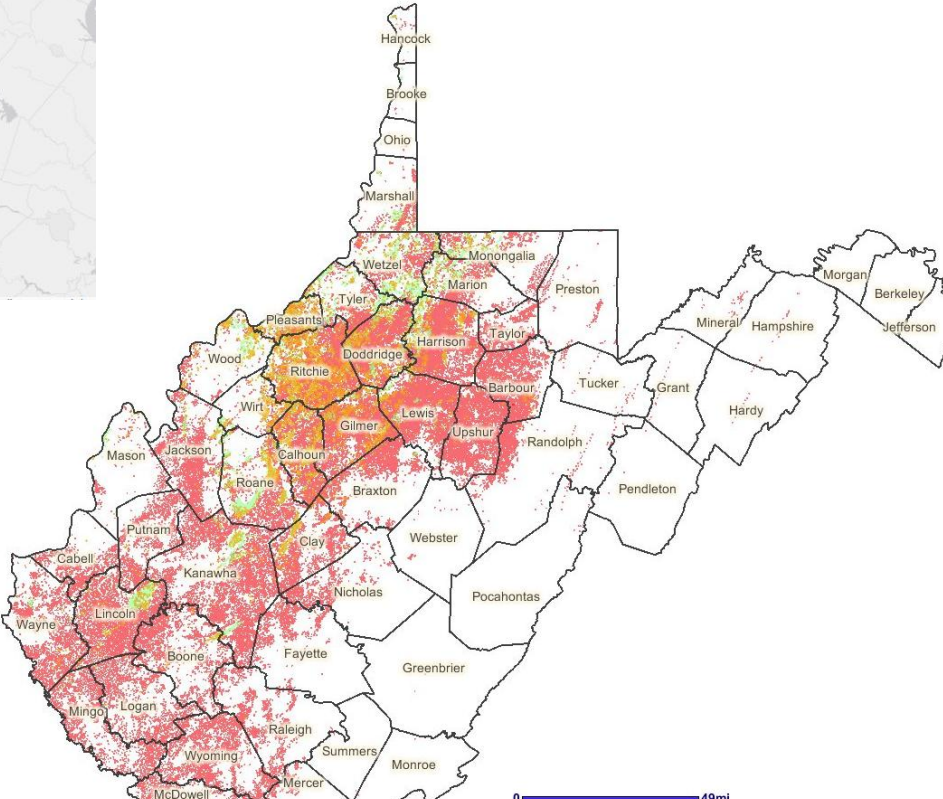 Hancock
Brooke
Ohio
Marshall
Wetzel
Monongalia
Marion
Preston
Morgan
Berkeley
Jefferson
Tyler
Pleasants
Mineral
Hampshire
Doddridge
Harrison
Taylor
Wood
Ritchie
Tucker
Grant
Barbour
Wirt
Lewis
Hardy
Gilmer
Upshur
Randolph
Mason
Jackson
Calhoun
Roane
Braxton
Pendleton
Putnam
Clay
Webster
Cabell
Kanawha
Nicholas
Pocahontas
Lincoln
Wayne
Boone
Fayette
Greenbrier
Mingo
Logan
Raleigh
Wyoming
Summers
Monroe
Mercer
McDowell
0 49mi